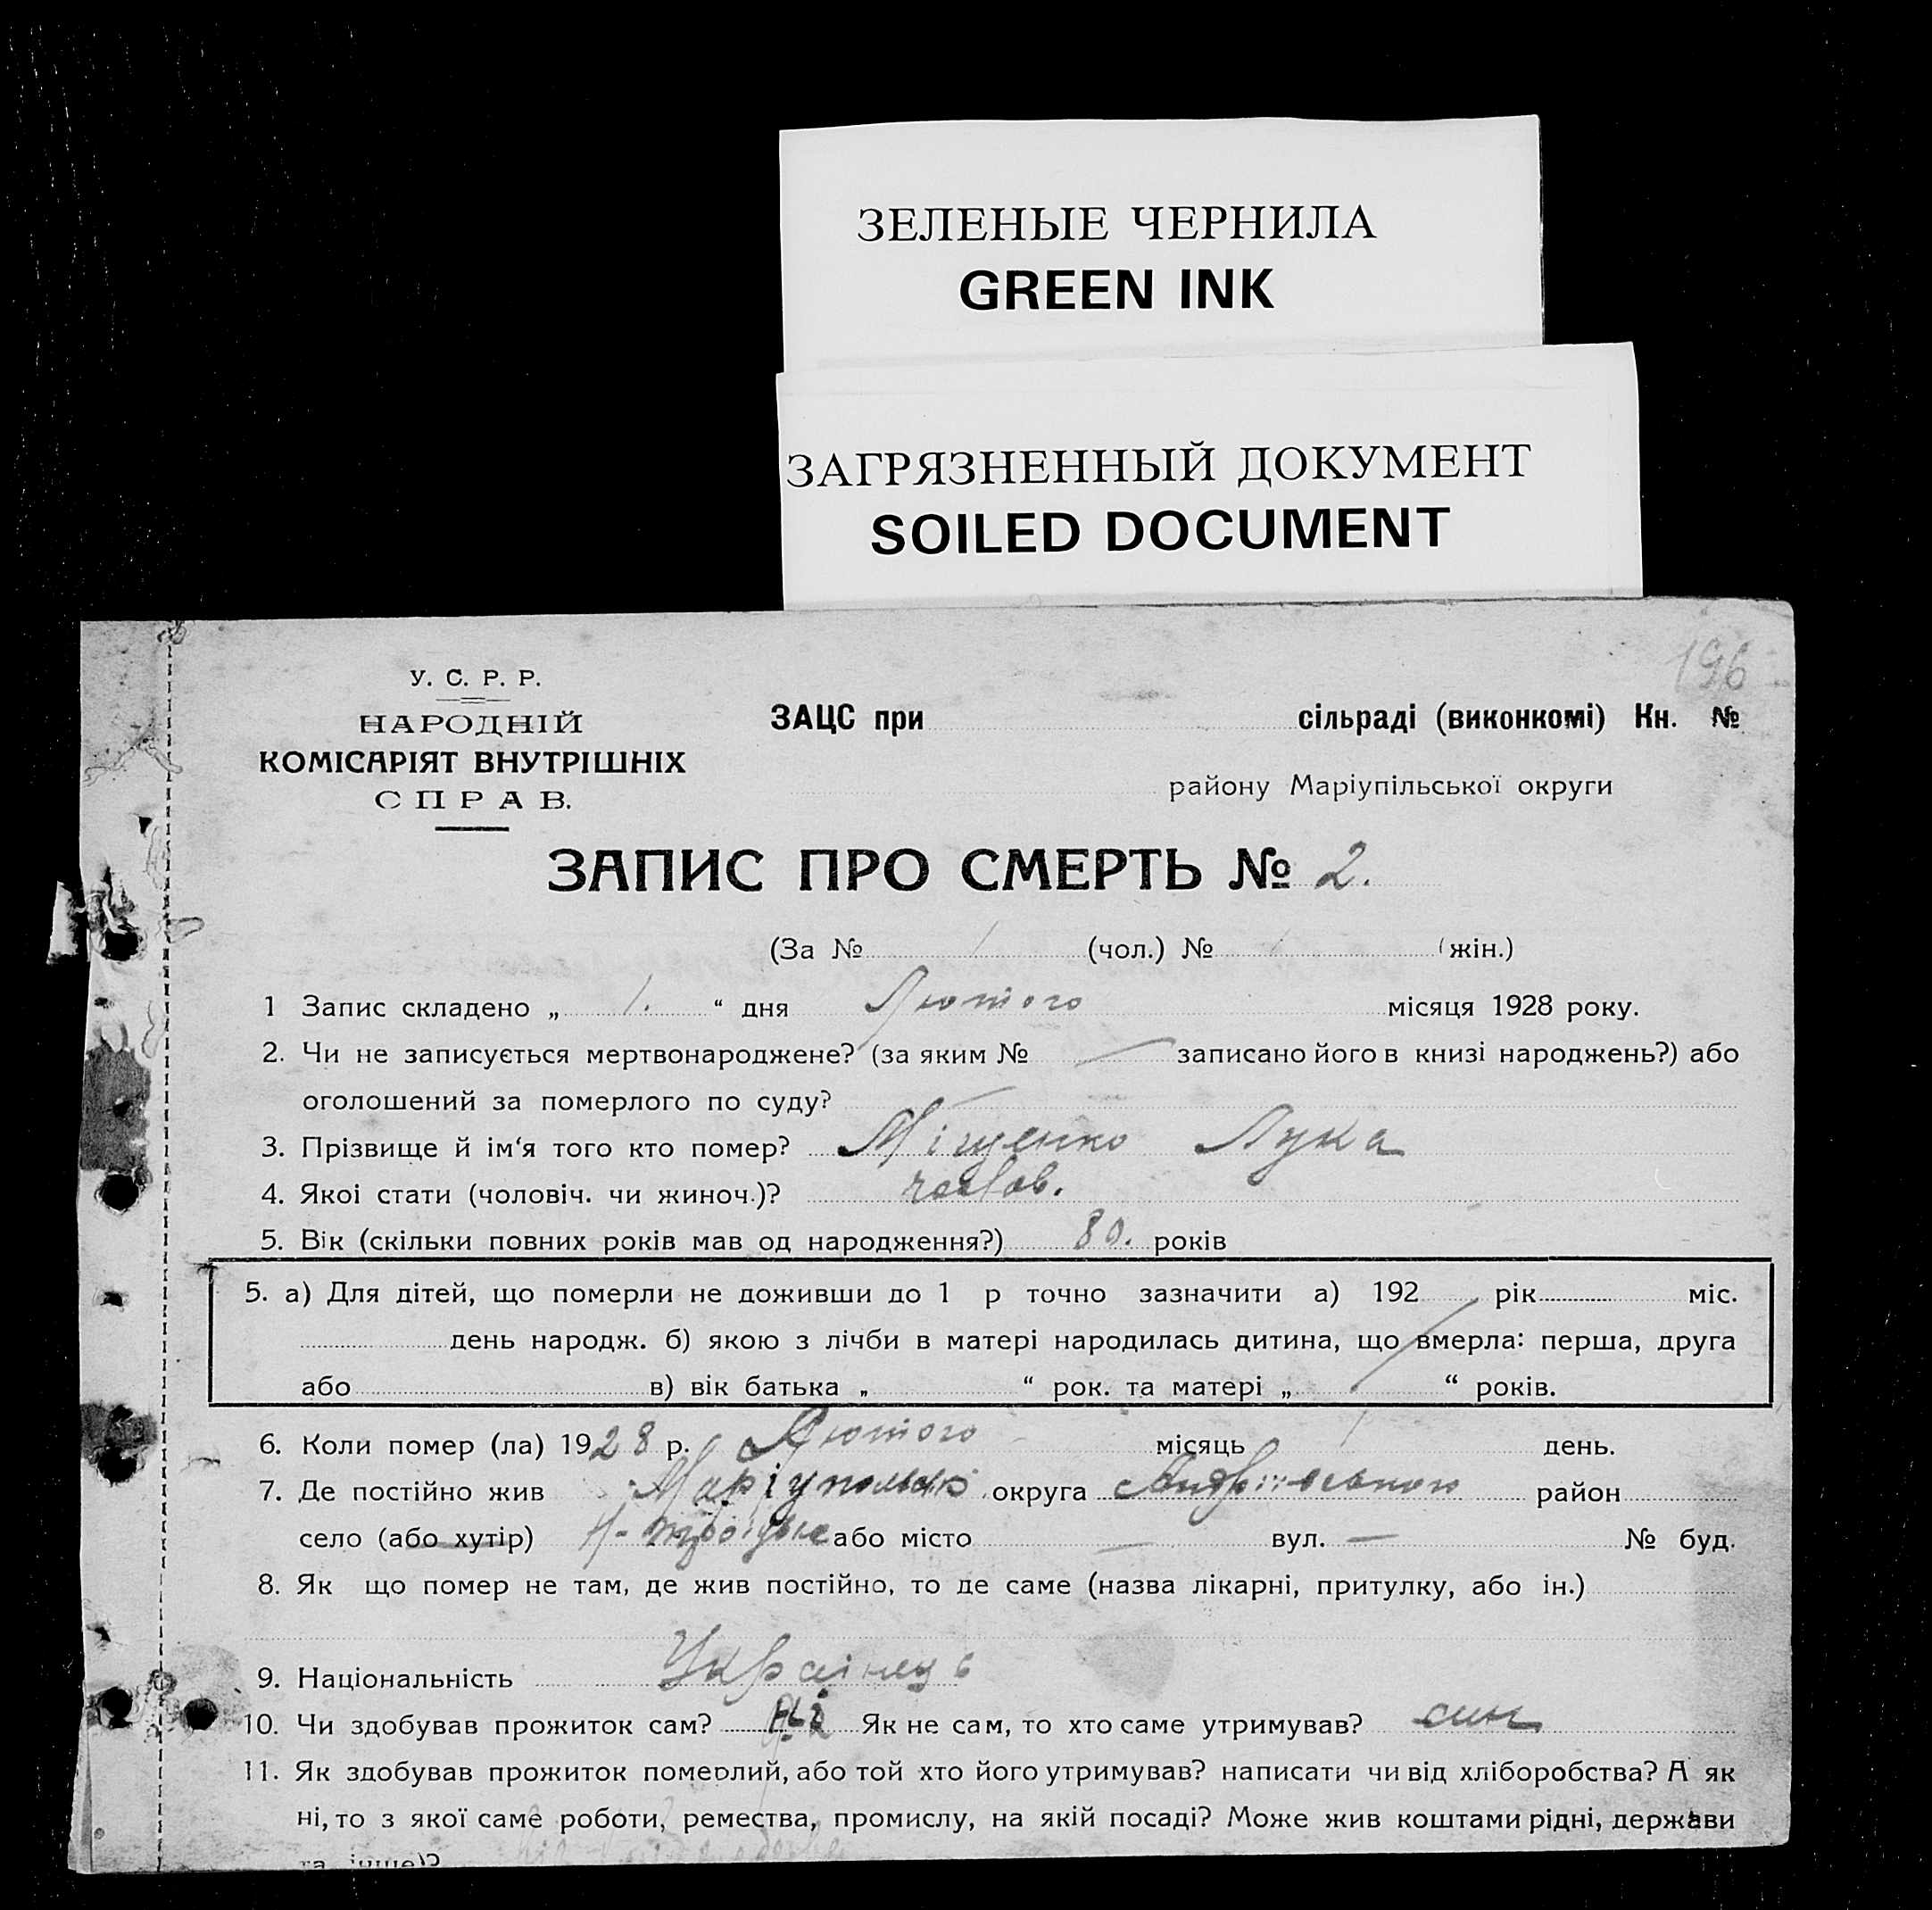 ЗЕЛЕНЫЕ ЧЕРНИЛА
GREEN INK
ЗАГРЯЗНЕННЫЙ ДОКУМЕНТ
SOILED DOCUMENT
196
У. С. Р. Р.
НАРОДНІЙ
КОМІСАРІЯТ ВНУТРІШНІХ
СПРАВ.
ЗАЦС при сільраді (виконкомі) Кн. №
району Маріупільської округи
ЗАПИС ПРО СМЕРТЬ № 2.
(За № / (чол.) № (жін.)
1 Запис складено „ 1. “ дня Лютого місяця 1928 року.
2. Чи не записується мертвонароджене? (за яким № — записано його в книзі народжень?) або
оголошений за померлого по суду? —
3. Прізвище й ім‘я того кто помер? Міщенко Лука
4. Якоі стати (чоловіч. чи жиноч.)? чолов.
5. Вік (скільки повних років мав од народження?) 80. років
5. а) Для дітей, що померли не доживши до 1 р точно зазначити а) 192 рік міс.
день народж. б) якою з лічби в матері народилась дитина, що вмерла: перша, друга
або в) вік батька „ “ рок. та матері „ “ років.
6. Коли помер (ла) 1928 р. Лютого місяць 1 день.
7. Де постійно жив округа район
село (або хутір) або місто — вул. — № буд.
8. Як що помер не там, де жив постійно, то де саме (назва лікарні, притулку, або ін.)
9. Національність Українець
10. Чи здобував прожиток сам? Ні Як не сам, то хто саме утримував? син
11. Як здобував прожиток померлий, або той хто його утримував? написати чи від хліборобства? А як
ні, то з якої саме роботи, ремества, промислу, на якій посаді? Може жив коштами рідні, держави
та інше)?